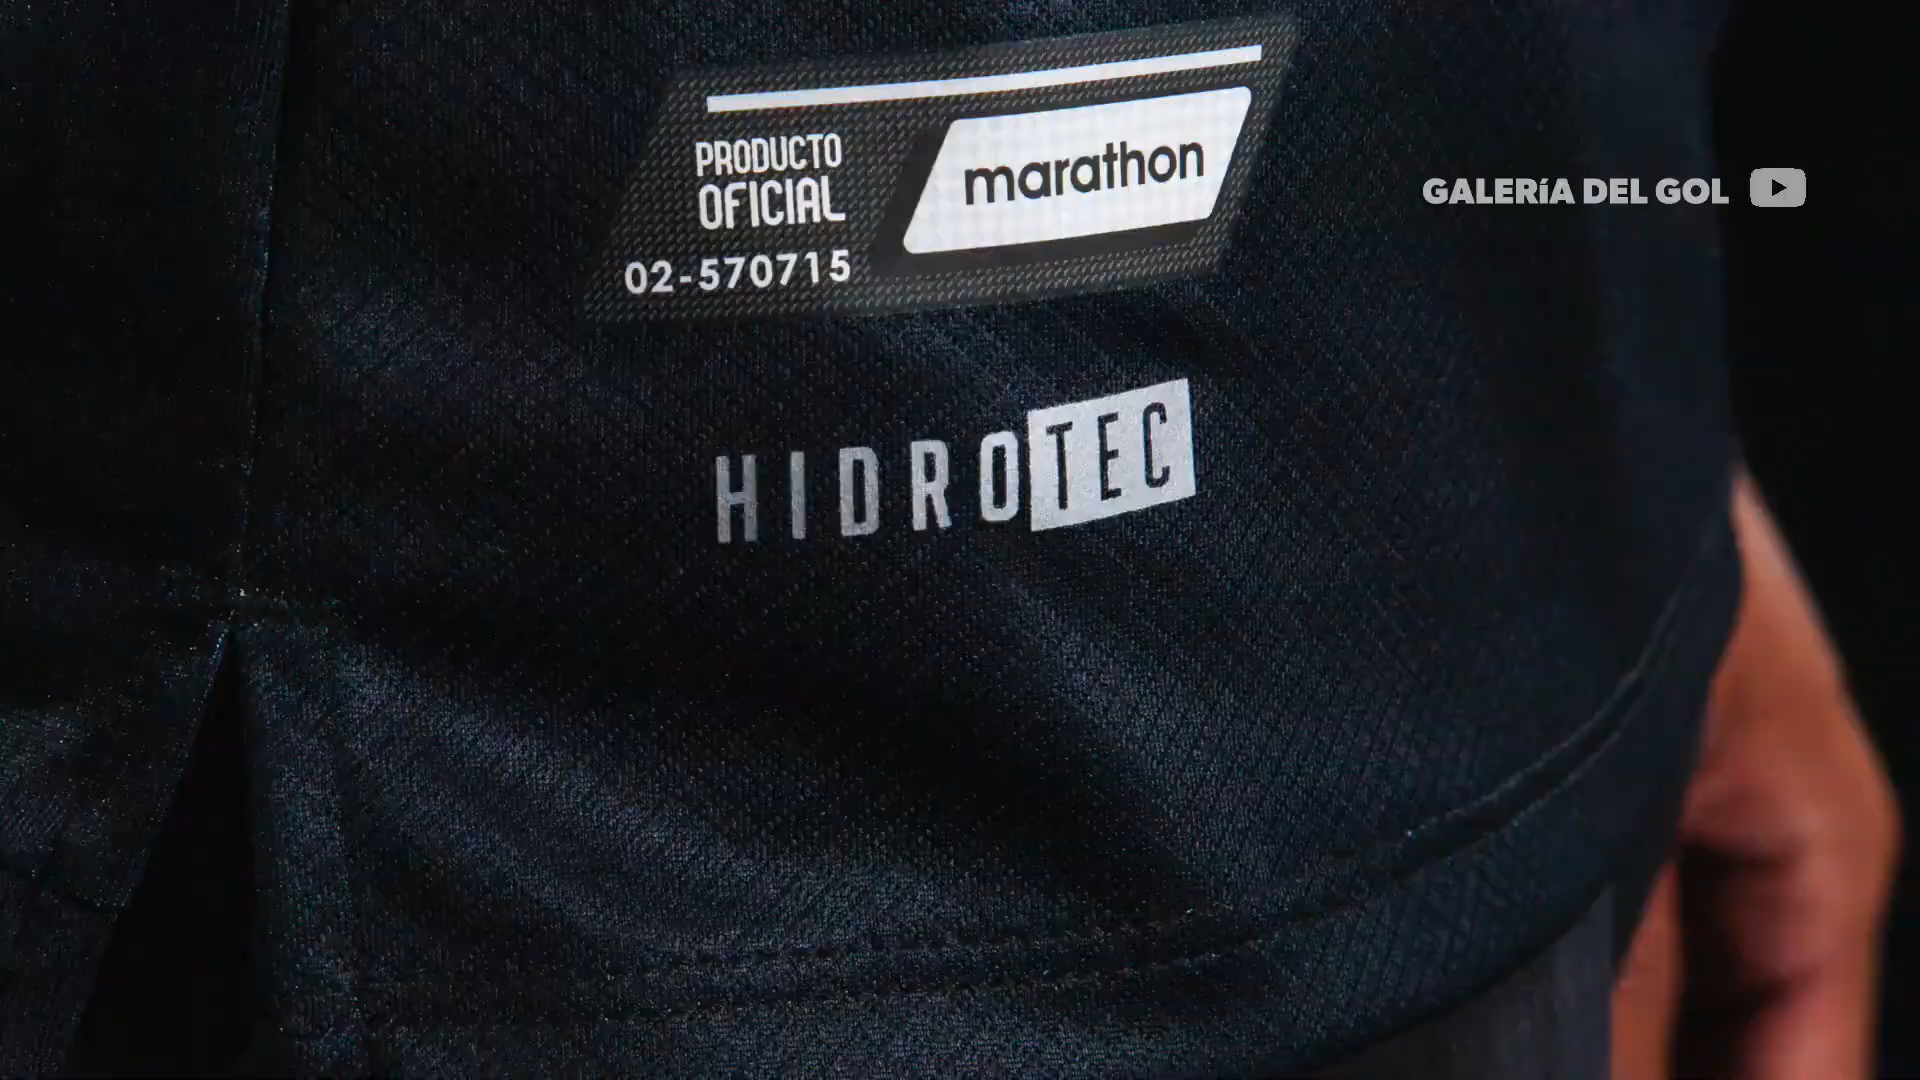 PRODUCTO
OFICIAL
02-570715
marathon
GALERíA DEL GOL
HIDROTEC